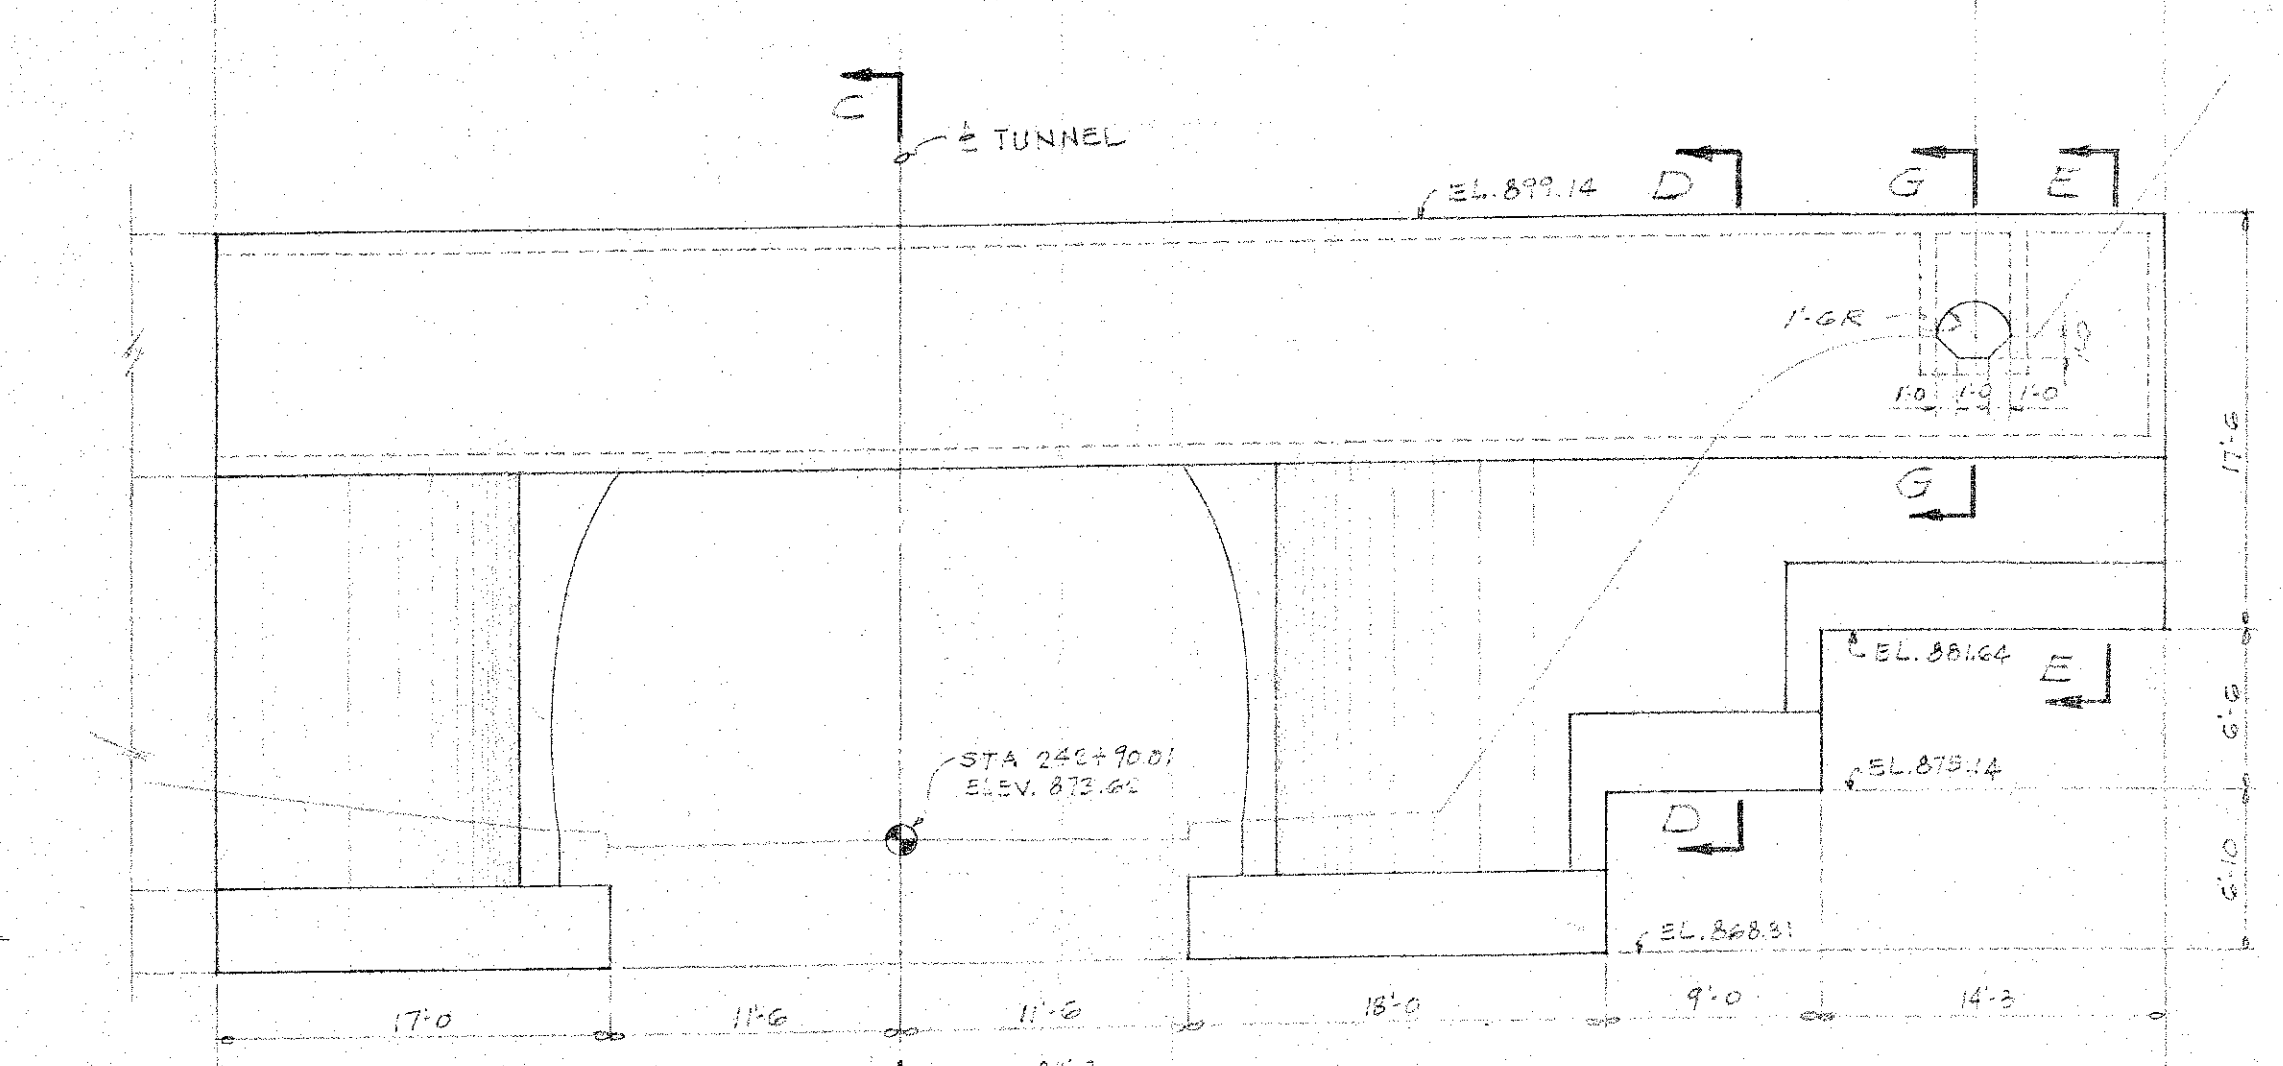 C
℄ TUNNEL
EL. 899.14
D
G
E
1'-6R
1'-0
1'-0
1'-0
17'-6
G
EL. 881.64
E
6'-6
STA 242+90.01
ELEV. 873.62
EL. 875.14
D
6'-10
EL. 868.31
17'-0
11'-6
11'-6
18'-0
9'-0
14'-3